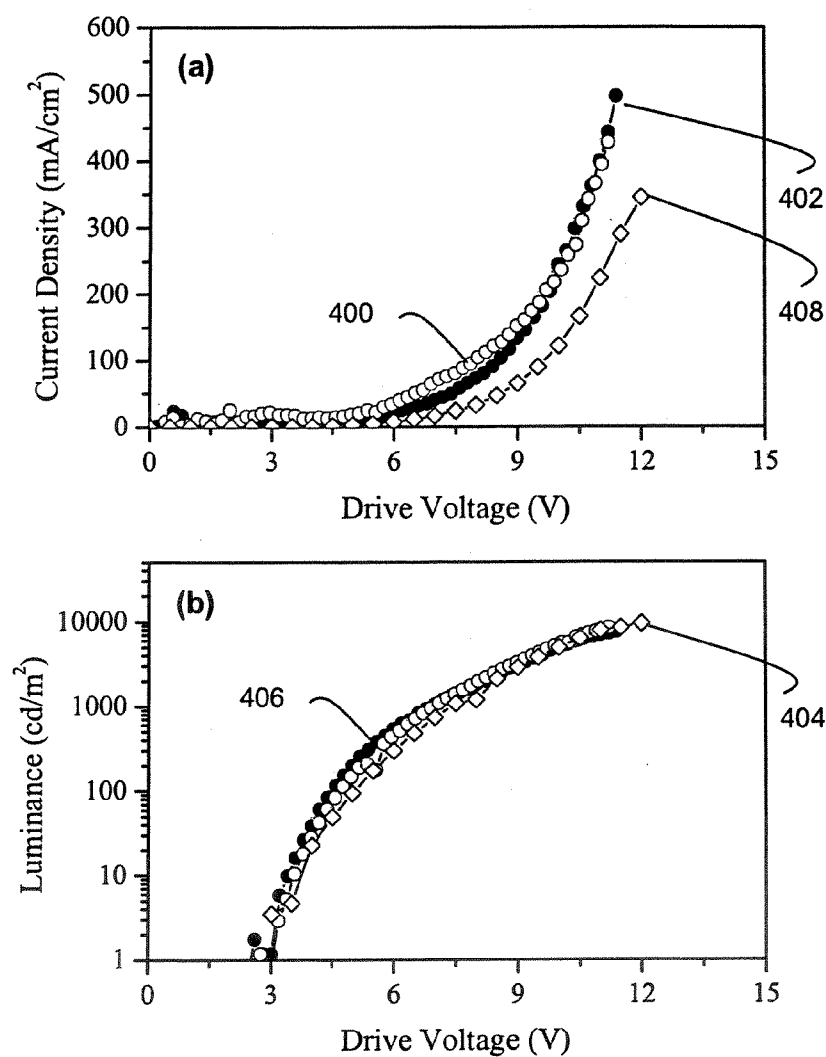 (a)
Current Density (mA/cm²)
600
500
400
300
200
100
0
400
402
408
0 3 6 9 12 15
Drive Voltage (V)
(b)
Luminance (cd/m²)
10000
1000
100
10
1
406
404
0 3 6 9 12 15
Drive Voltage (V)